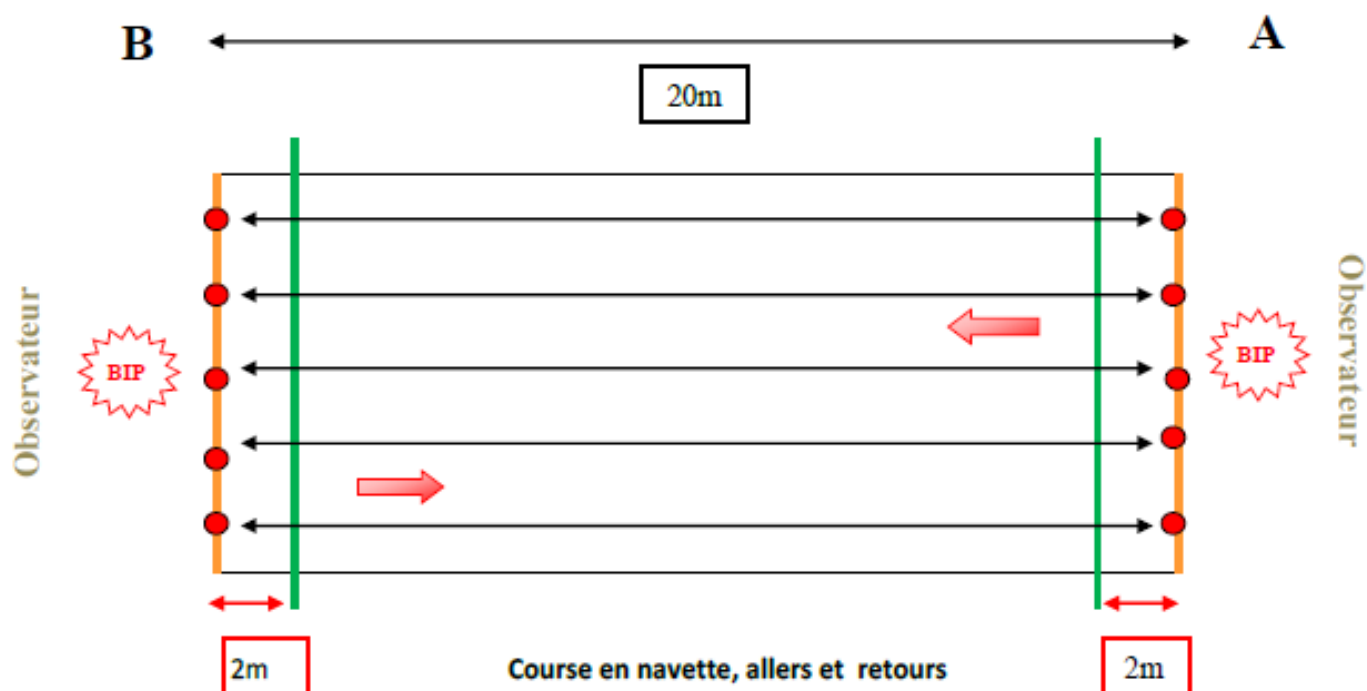 B
A
20m
Observateur
BIP
BIP
Observateur
2m
Course en navette, allers et retours
2m